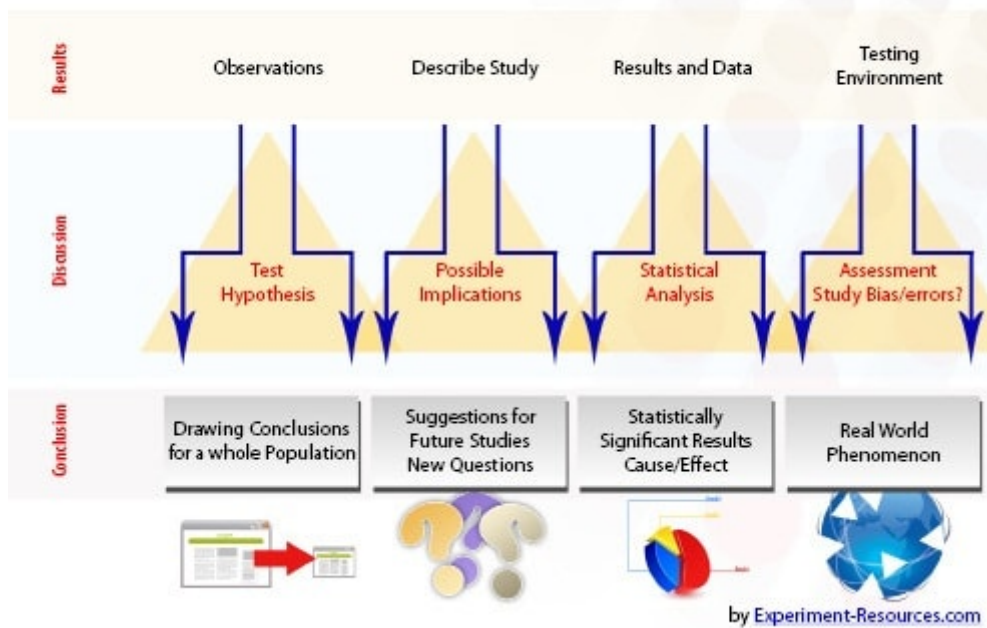 Results
Observations
Describe Study
Results and Data
Testing
Environment
Discussion
Test
Hypothesis
Possible
Implications
Statistical
Analysis
Assessment
Study Bias/errors?
Conclusion
Drawing Conclusions
for a whole Population
Suggestions for
Future Studies
New Questions
Statistically
Significant Results
Cause/Effect
Real World
Phenomenon
by Experiment-Resources.com